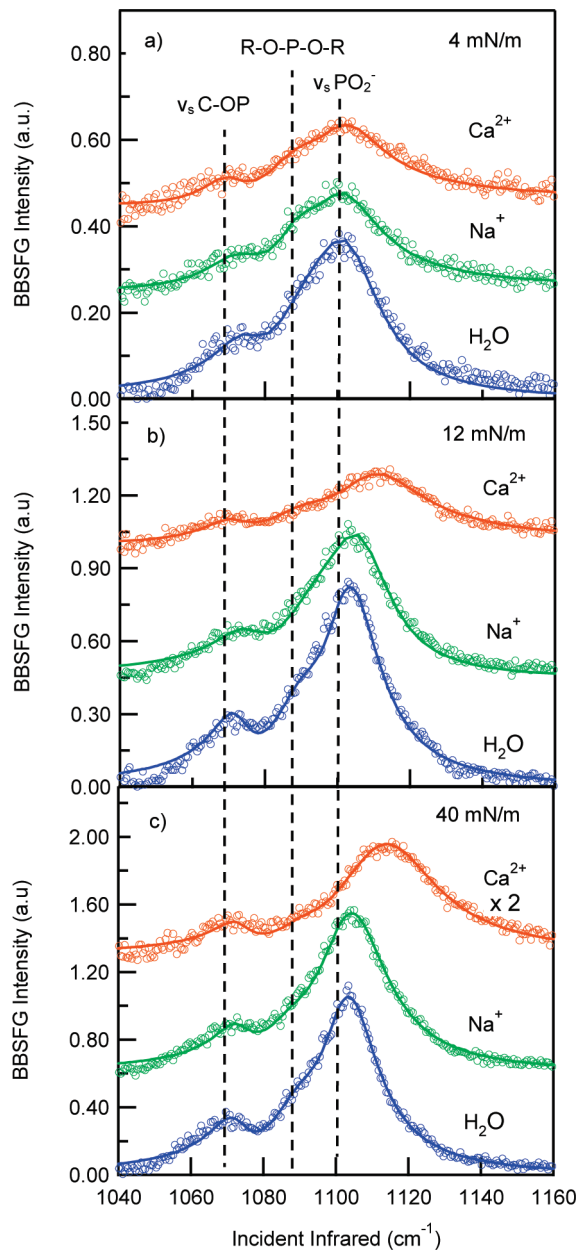 a)
R-O-P-O-R
4 mN/m
νₛ C-OP
νₛ PO₂⁻
Ca²⁺
Na⁺
H₂O
0.80
0.60
0.40
0.20
0.00
BBSFG Intensity (a.u.)
b)
12 mN/m
Ca²⁺
Na⁺
H₂O
1.50
1.20
0.90
0.60
0.30
0.00
BBSFG Intensity (a.u)
c)
40 mN/m
Ca²⁺
x 2
Na⁺
H₂O
2.00
1.60
1.20
0.80
0.40
0.00
BBSFG Intensity (a.u)
1040 1060 1080 1100 1120 1140 1160
Incident Infrared (cm⁻¹)